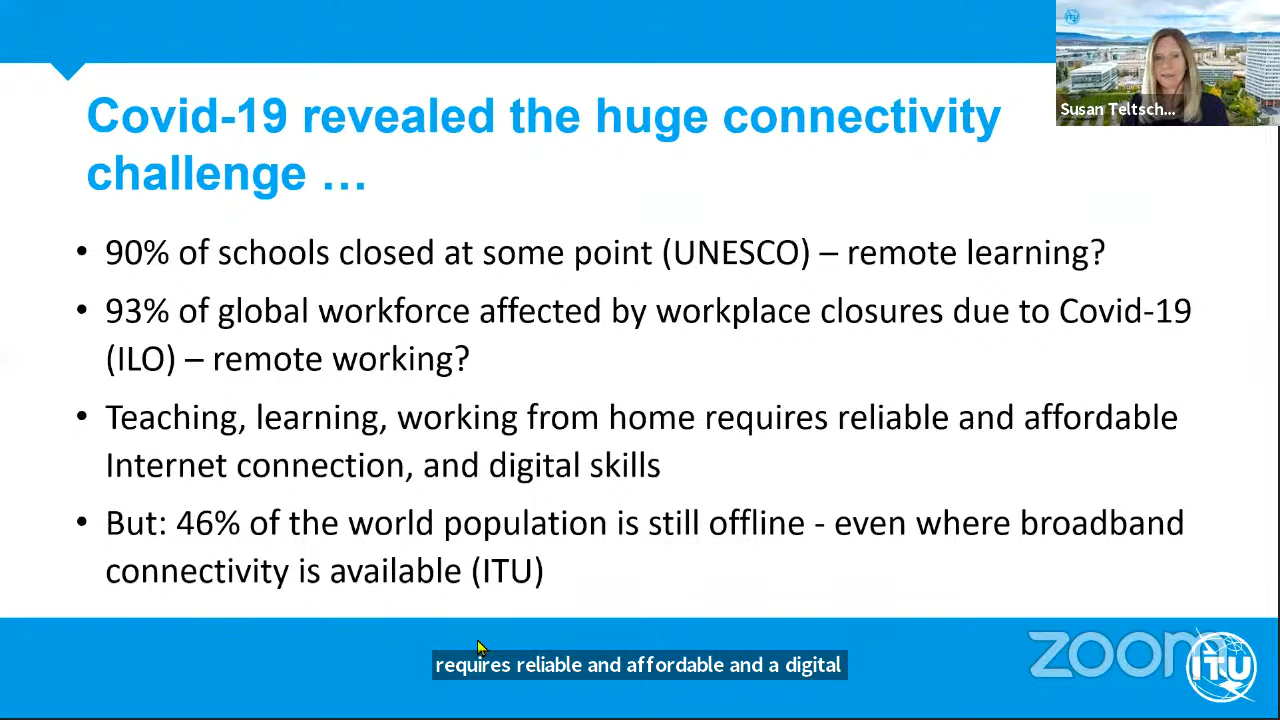 ITU
Susan Teltsch...
Covid-19 revealed the huge connectivity
challenge …
• 90% of schools closed at some point (UNESCO) – remote learning?
• 93% of global workforce affected by workplace closures due to Covid-19
(ILO) – remote working?
• Teaching, learning, working from home requires reliable and affordable
Internet connection, and digital skills
• But: 46% of the world population is still offline - even where broadband
connectivity is available (ITU)
requires reliable and affordable and a digital
zoom
ITU